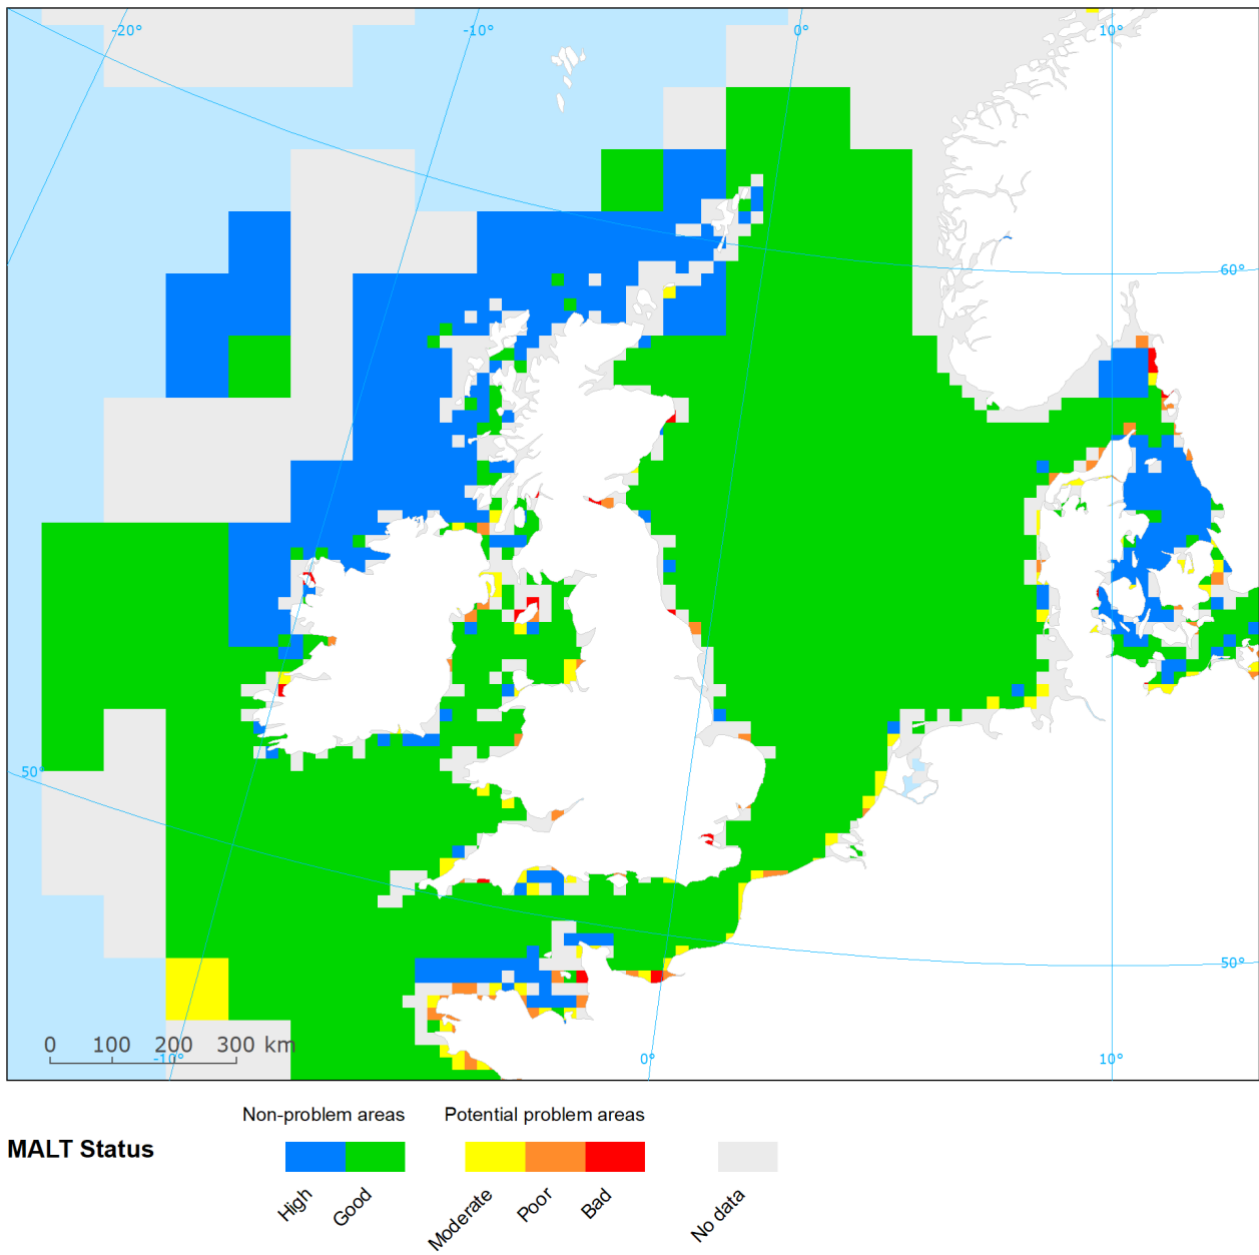 -20°
-10°
0°
10°
60°
50°
50°
0 100 200 300 km
-10°
0°
10°
Non-problem areas
Potential problem areas
MALT Status
High
Good
Moderate
Poor
Bad
No data